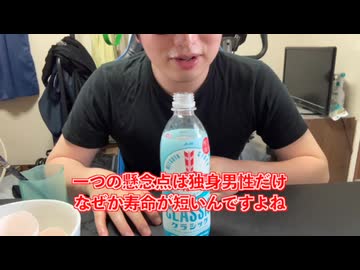 Asahi
一つの懸念点は独身男性だけ
なぜか寿命が短いんですよね
CLASSIC
クラシック